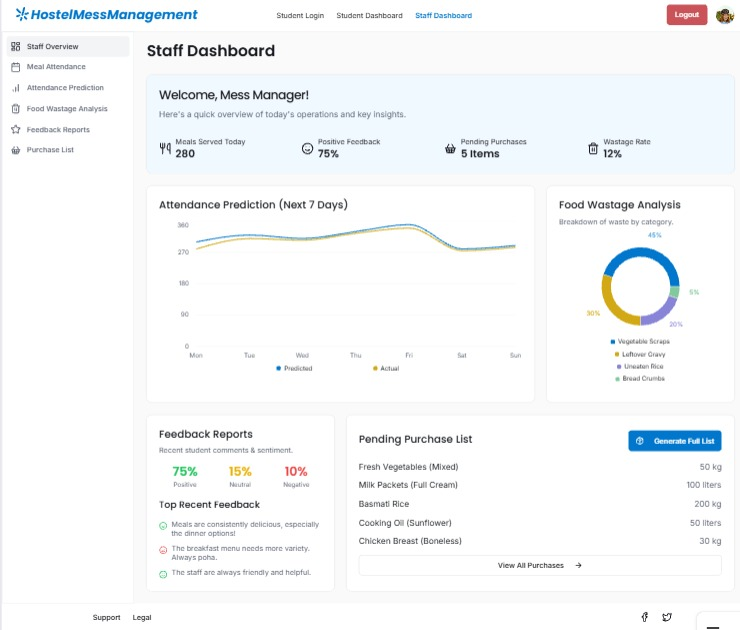 HostelMessManagement
Student Login
Student Dashboard
Staff Dashboard
Logout
Staff Overview
Meal Attendance
Attendance Prediction
Food Wastage Analysis
Feedback Reports
Purchase List
Staff Dashboard
Welcome, Mess Manager!
Here's a quick overview of today's operations and key insights.
Meals Served Today
280
Positive Feedback
75%
Pending Purchases
5 Items
Wastage Rate
12%
Attendance Prediction (Next 7 Days)
360
270
180
90
0
Mon Tue Wed Thu Fri Sat Sun
Predicted Actual
Food Wastage Analysis
Breakdown of waste by category.
45%
5%
30%
20%
Vegetable Scraps
Leftover Gravy
Uneaten Rice
Bread Crumbs
Feedback Reports
Recent student comments & sentiment.
75% 15% 10%
Positive Neutral Negative
Top Recent Feedback
Meals are consistently delicious, especially
the dinner options!
The breakfast menu needs more variety.
Always poha.
The staff are always friendly and helpful.
Pending Purchase List
Generate Full List
Fresh Vegetables (Mixed) 50 kg
Milk Packets (Full Cream) 100 liters
Basmati Rice 200 kg
Cooking Oil (Sunflower) 50 liters
Chicken Breast (Boneless) 30 kg
View All Purchases
Support Legal